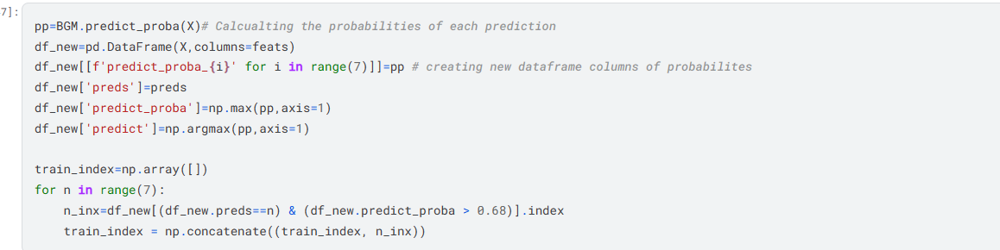 7]:
pp=BGM.predict_proba(X)# Calcualting the probabilities of each prediction
df_new=pd.DataFrame(X,columns=feats)
df_new[[f'predict_proba_{i}' for i in range(7)]]=pp # creating new dataframe columns of probabilites
df_new['preds']=preds
df_new['predict_proba']=np.max(pp,axis=1)
df_new['predict']=np.argmax(pp,axis=1)

train_index=np.array([])
for n in range(7):
    n_inx=df_new[(df_new.preds==n) & (df_new.predict_proba > 0.68)].index
    train_index = np.concatenate((train_index, n_inx))